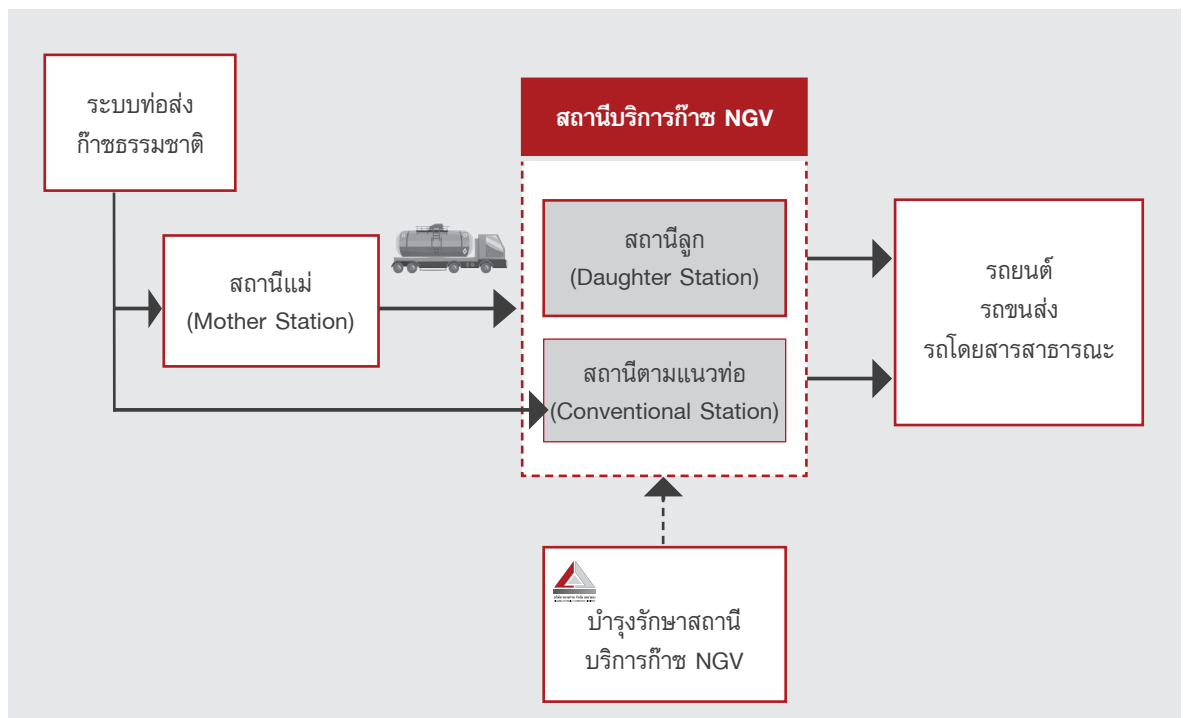 ระบบท่อส่ง
ก๊าซธรรมชาติ
สถานีบริการก๊าซ NGV
สถานีแม่
(Mother Station)
สถานีลูก
(Daughter Station)
สถานีตามแนวท่อ
(Conventional Station)
รถยนต์
รถขนส่ง
รถโดยสารสาธารณะ
บำรุงรักษาสถานี
บริการก๊าซ NGV